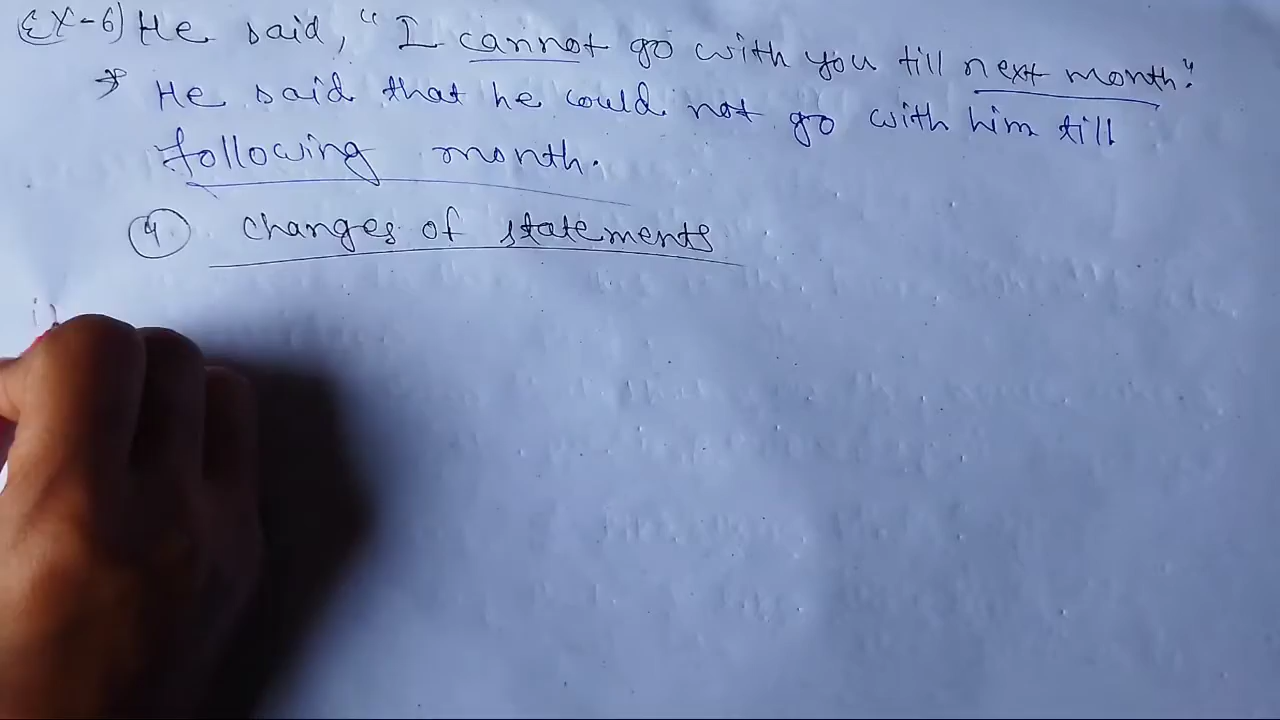 Ex-6) He said, "I cannot go with you till next month."
* He said that he could not go with him till
following month.
4 changes of statements
i)